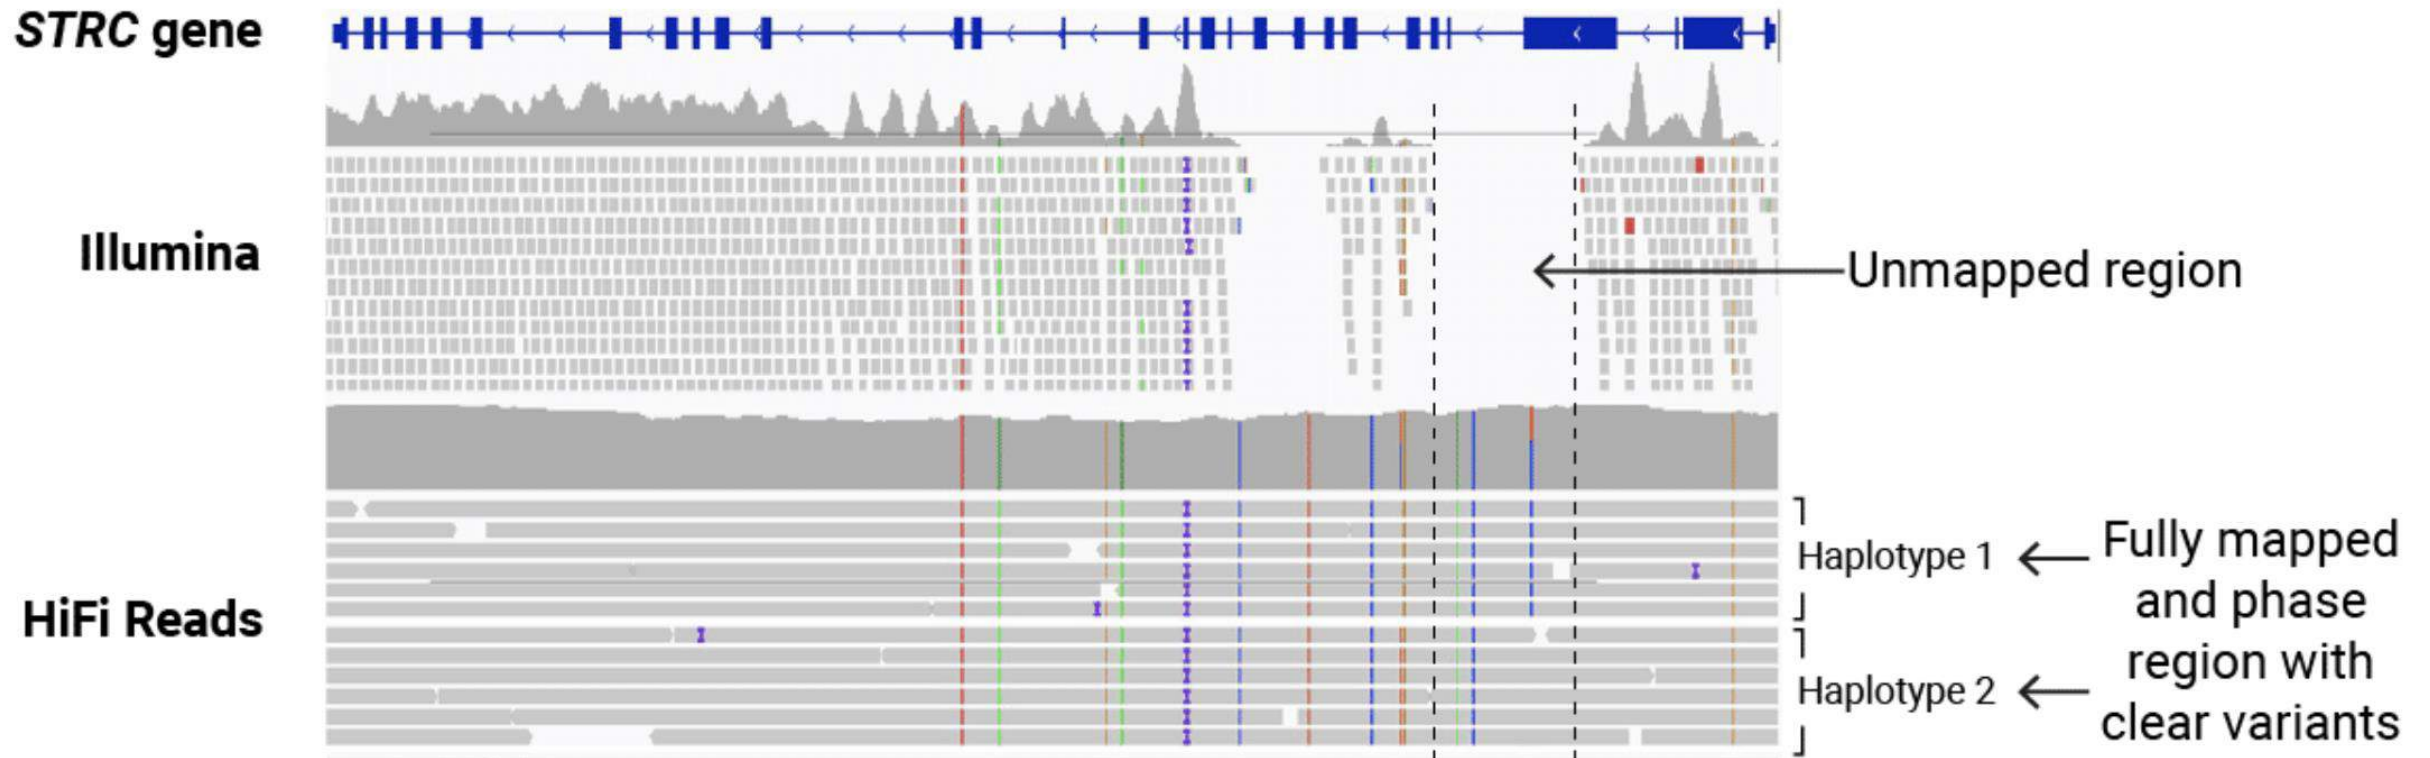 STRC gene
Illumina
Unmapped region
HiFi Reads
Haplotype 1
Haplotype 2
Fully mapped
and phase
region with
clear variants